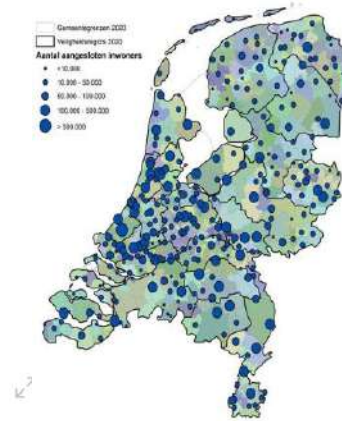 Gemeentegrenzen 2020
Veiligheidsregio 2020
Aantal aangesloten inwoners
< 10.000
10.000 - 50.000
50.000 - 100.000
100.000 - 500.000
> 500.000